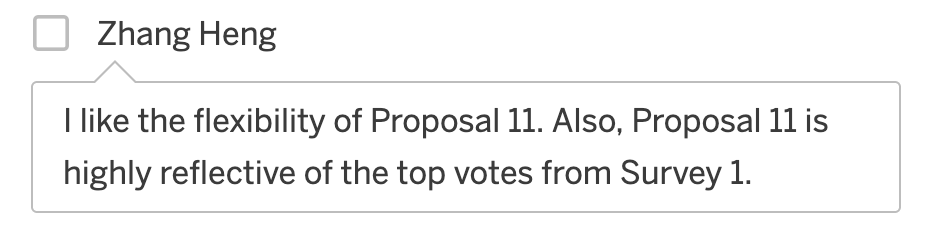 Zhang Heng
I like the flexibility of Proposal 11. Also, Proposal 11 is
highly reflective of the top votes from Survey 1.